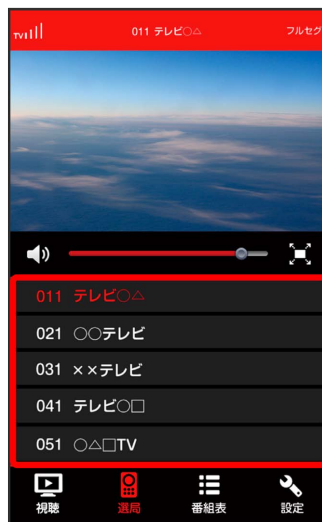 TV
011 テレビ○△
フルセグ
011 テレビ○△
021 ○○テレビ
031 ××テレビ
041 テレビ○□
051 ○△□TV
視聴
選局
番組表
設定